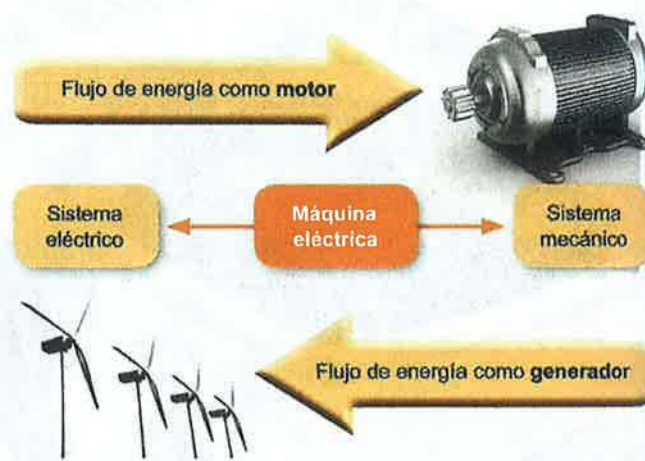 Flujo de energía como motor
Sistema
eléctrico
Máquina
eléctrica
Sistema
mecánico
Flujo de energía como generador